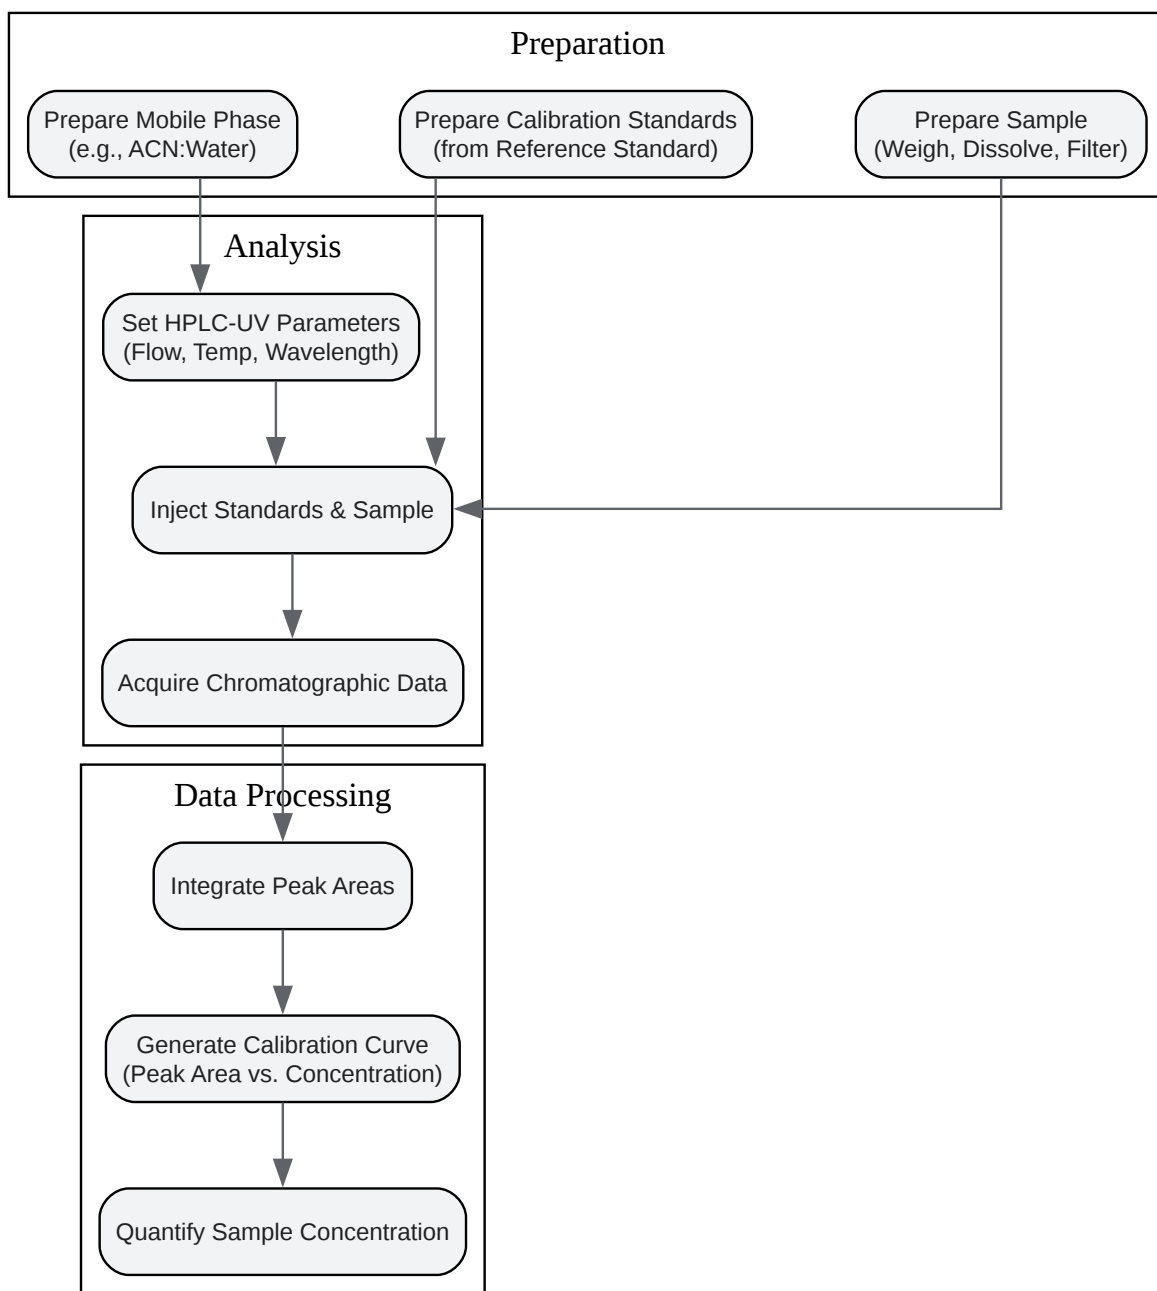 Preparation
Prepare Mobile Phase
(e.g., ACN:Water)
Prepare Calibration Standards
(from Reference Standard)
Prepare Sample
(Weigh, Dissolve, Filter)
Analysis
Set HPLC-UV Parameters
(Flow, Temp, Wavelength)
Inject Standards & Sample
Acquire Chromatographic Data
Data Processing
Integrate Peak Areas
Generate Calibration Curve
(Peak Area vs. Concentration)
Quantify Sample Concentration